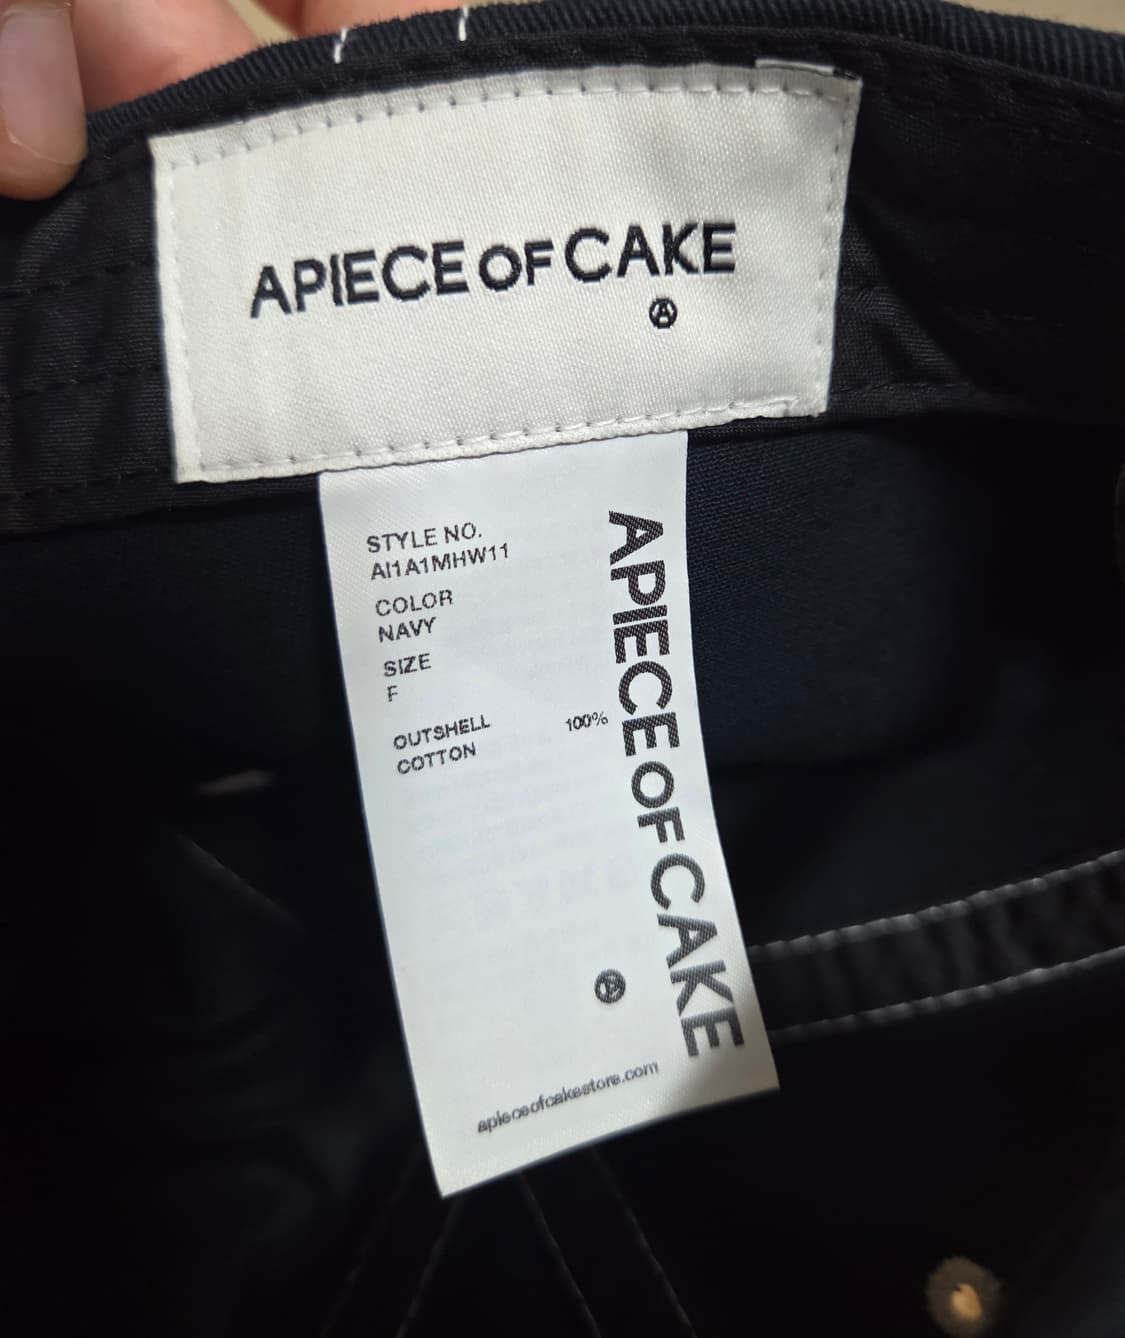 APIECE OF CAKE
STYLE NO.
AI1A1MHW11
COLOR
NAVY
SIZE
F
OUTSHELL 100%
COTTON
APIECE OF CAKE
apieceofcakestore.com